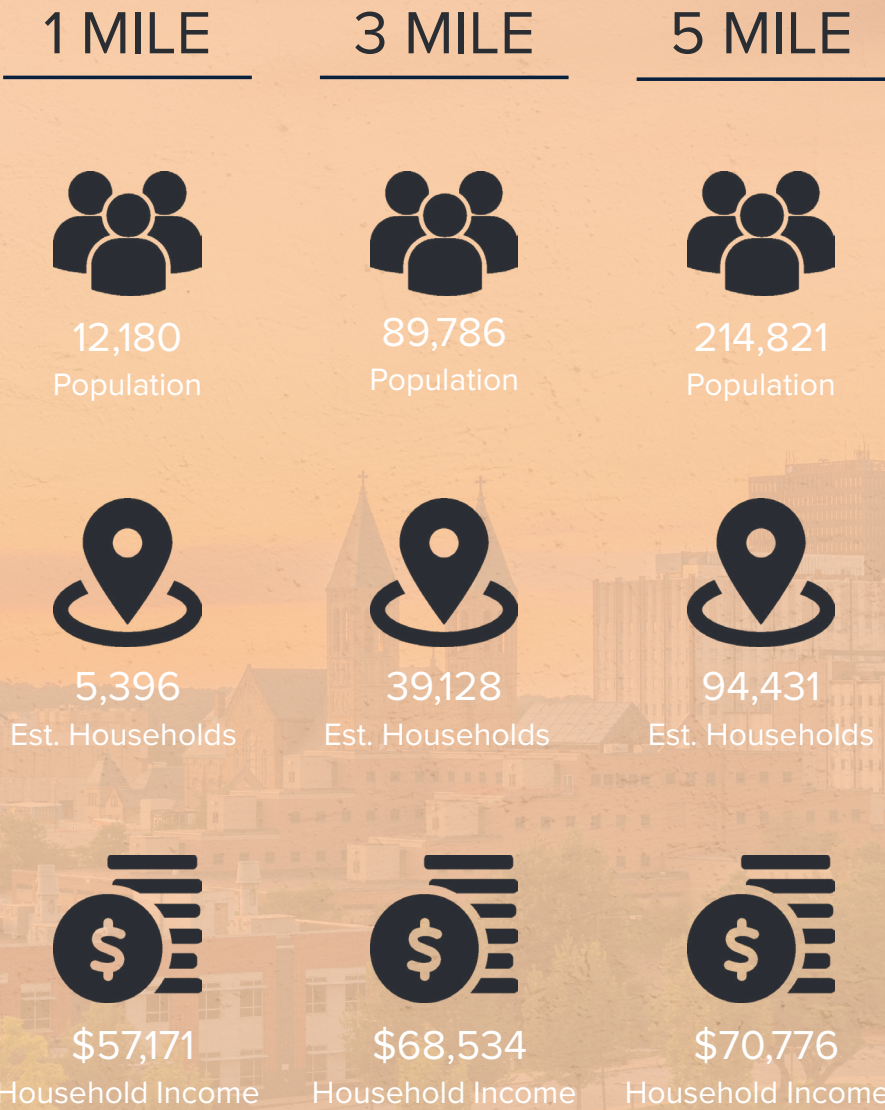 1 MILE
3 MILE
5 MILE
12,180
Population
89,786
Population
214,821
Population
5,396
Est. Households
39,128
Est. Households
94,431
Est. Households
$57,171
Household Income
$68,534
Household Income
$70,776
Household Income